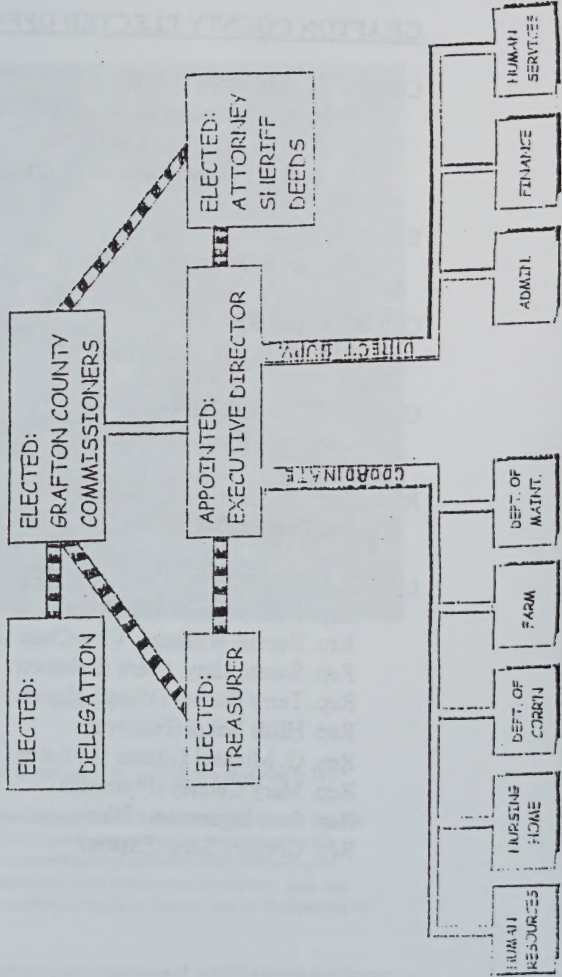 ELECTED:
DELEGATION
ELECTED:
GRAFTON COUNTY
COMMISSIONERS
ELECTED:
TREASURER
APPOINTED:
EXECUTIVE DIRECTOR
ELECTED:
ATTORNEY
SHERIFF
DEEDS
COORDINATE
DIRECT SUPV.
HUMAN
RESOURCES
NURSING
HOME
DEPT. OF
CORR'N
FARM
DEPT. OF
MAINT.
ADMIN.
FINANCE
HUMAN
SERVICES
GRAFTON COUNTY ELECTED